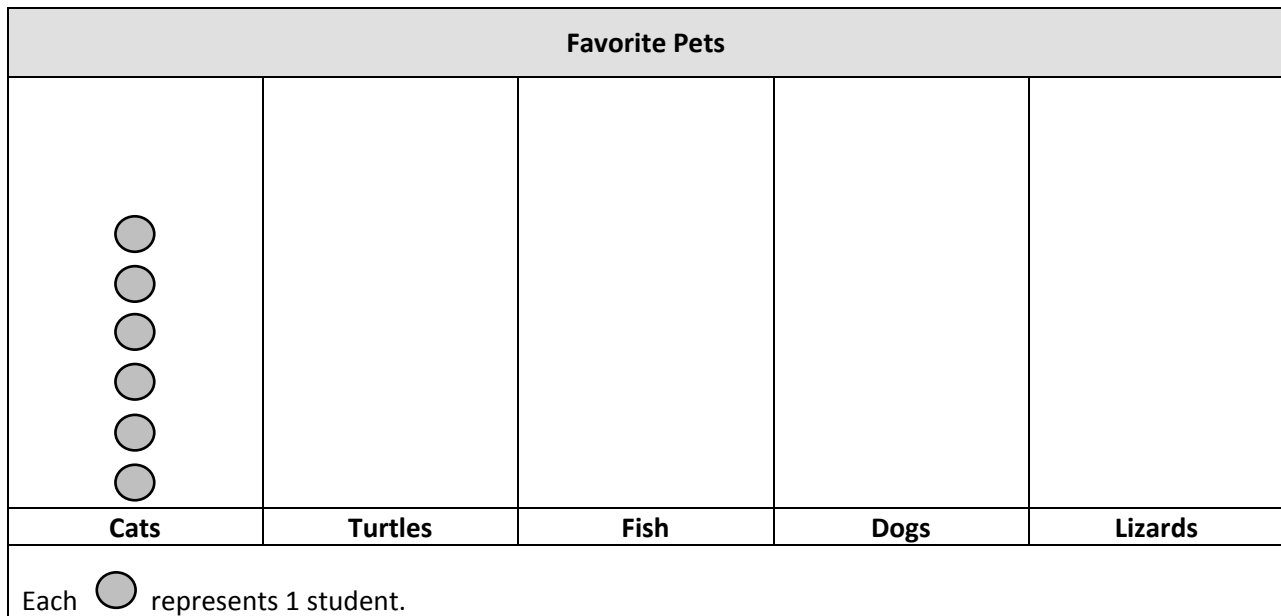 Favorite Pets
Cats Turtles Fish Dogs Lizards
Each represents 1 student.